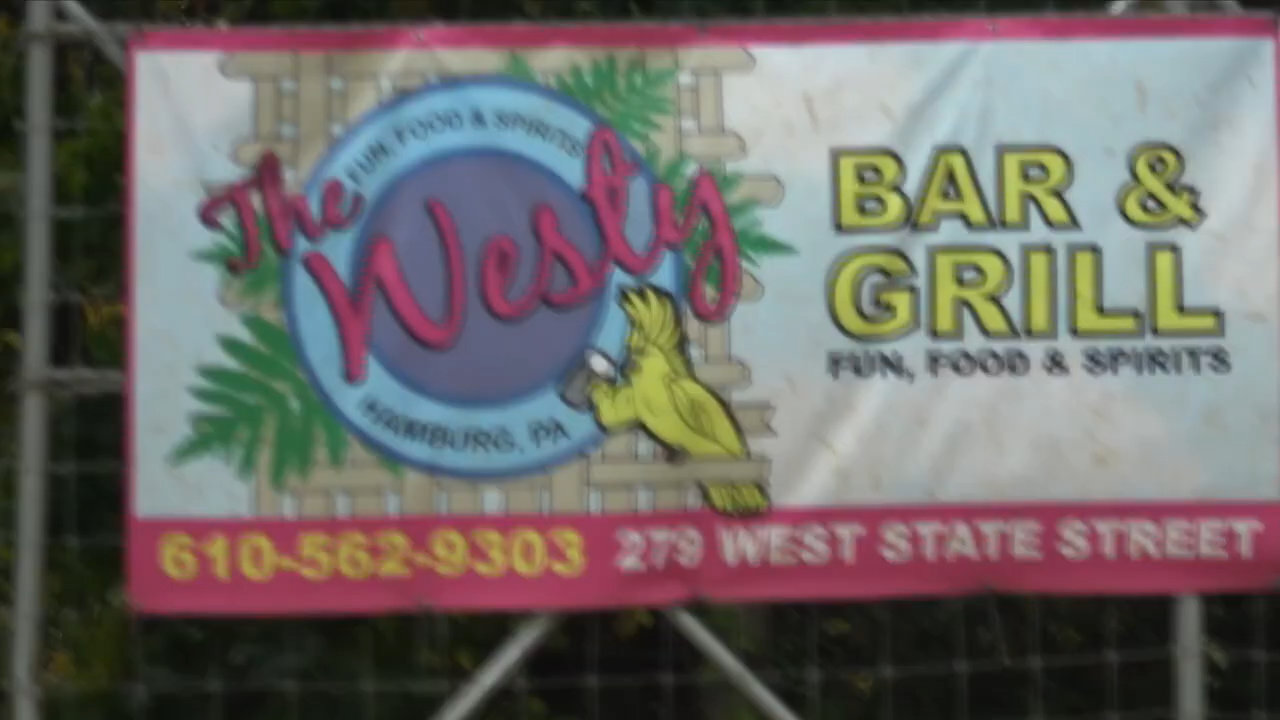 FUN, FOOD & SPIRITS
The
Westy
HAMBURG, PA
BAR &
GRILL
FUN, FOOD & SPIRITS
610-562-9303 279 WEST STATE STREET